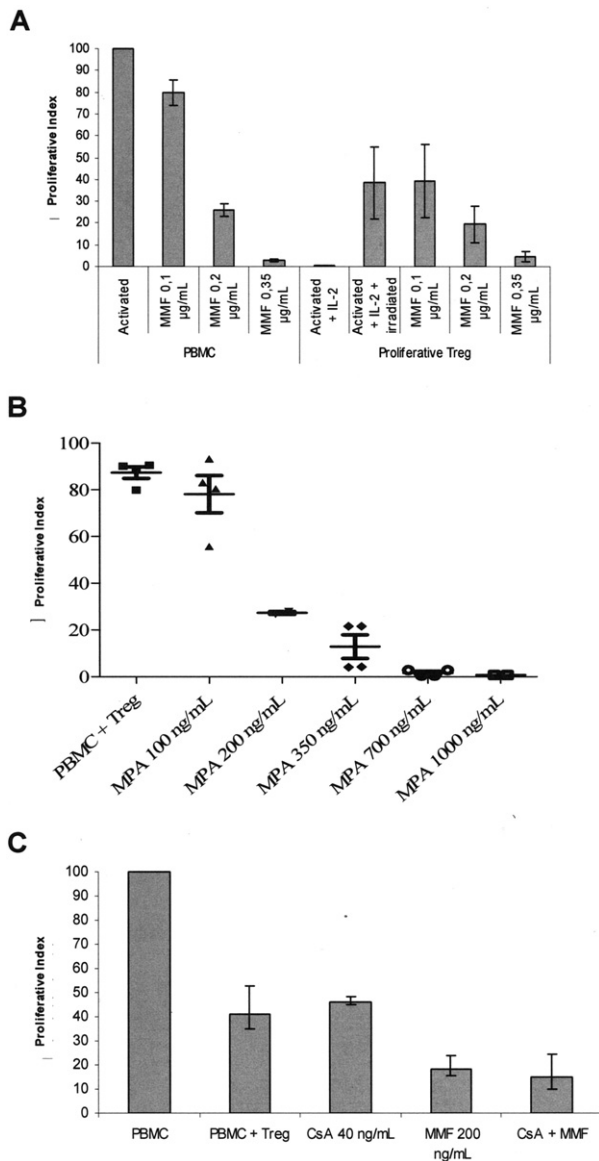 A
Proliferative Index
100
90
80
70
60
50
40
30
20
10
0
Activated
MMF 0,1
µg/mL
MMF 0,2
µg/mL
MMF 0,35
µg/mL
Activated
+ IL-2
Activated
+ IL-2 +
irradiated
MMF 0,1
µg/mL
MMF 0,2
µg/mL
MMF 0,35
µg/mL
PBMC
Proliferative Treg
B
Proliferative Index
100
80
60
40
20
0
PBMC + Treg
MPA 100 ng/mL
MPA 200 ng/mL
MPA 350 ng/mL
MPA 700 ng/mL
MPA 1000 ng/mL
C
Proliferative Index
100
90
80
70
60
50
40
30
20
10
0
PBMC
PBMC + Treg
CsA 40 ng/mL
MMF 200
ng/mL
CsA + MMF